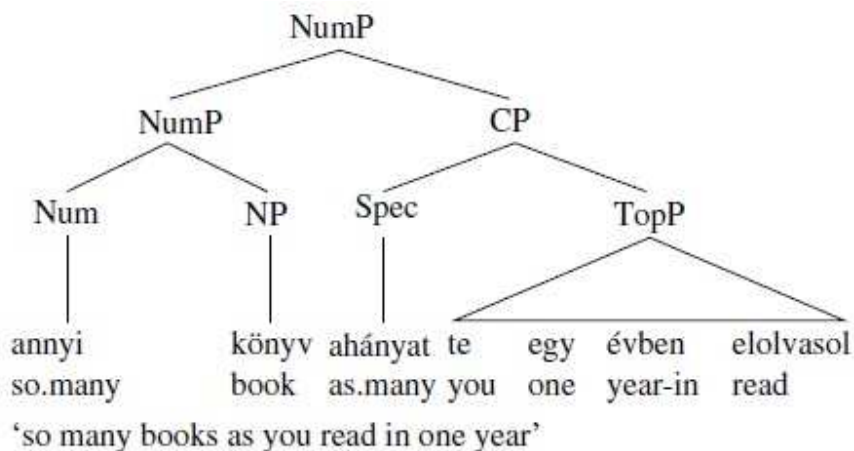 NumP
NumP CP
Num NP Spec TopP
annyi könyv ahányat te egy évben elolvasol
so.many book as.many you one year-in read
‘so many books as you read in one year’